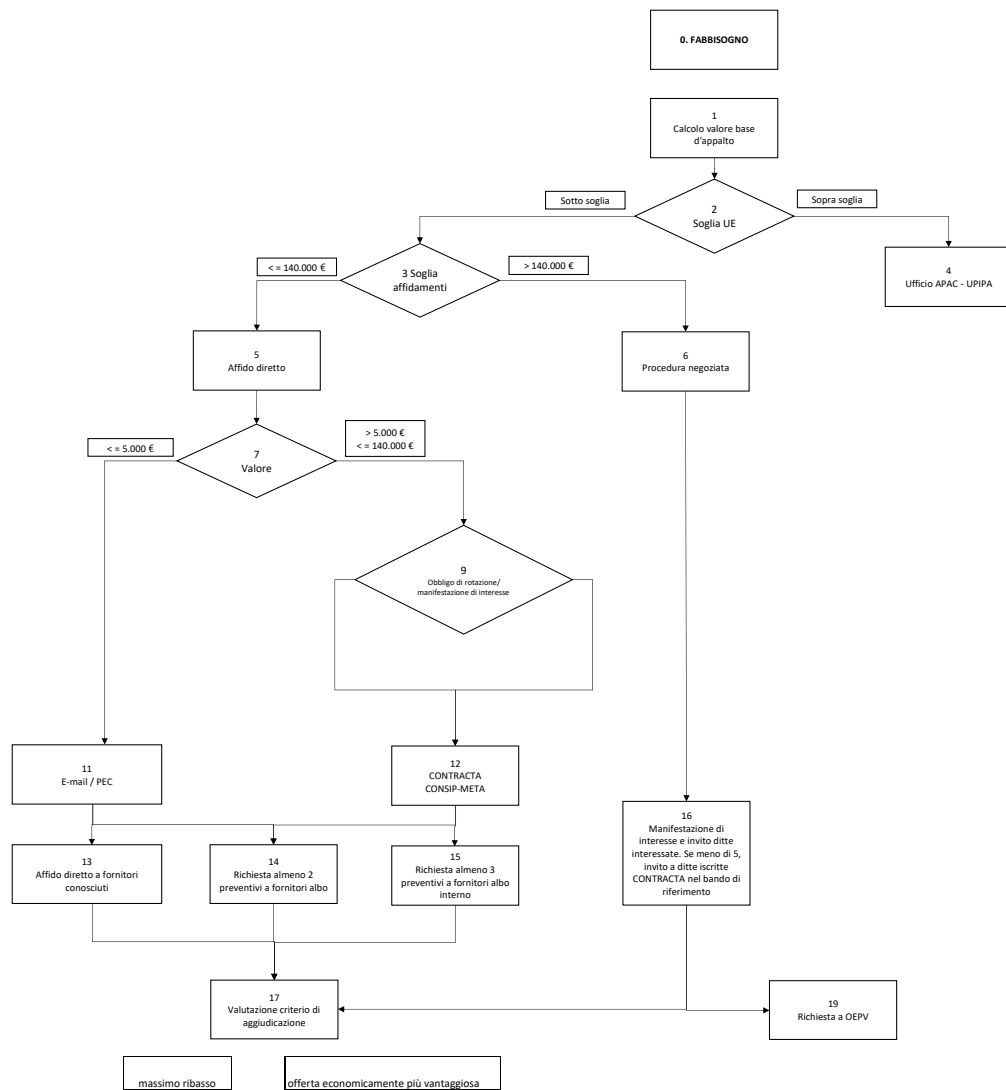 0. FABBISOGNO
1
Calcolo valore base
d'appalto
Sotto soglia
2
Soglia UE
Sopra soglia
< = 140.000 €
3 Soglia
affidamenti
> 140.000 €
4
Ufficio APAC - UPIPA
5
Affido diretto
6
Procedura negoziata
< = 5.000 €
7
Valore
> 5.000 €
< = 140.000 €
9
Obbligo di rotazione/
manifestazione di interesse
11
E-mail / PEC
12
CONTRACTA
CONSIP-META
13
Affido diretto a fornitori
conosciuti
14
Richiesta almeno 2
preventivi a fornitori albo
15
Richiesta almeno 3
preventivi a fornitori albo
interno
16
Manifestazione di
interesse e invito ditte
interessate. Se meno di 5,
invito a ditte iscritte
CONTRACTA nel bando di
riferimento
17
Valutazione criterio di
aggiudicazione
19
Richiesta a OEPV
massimo ribasso
offerta economicamente più vantaggiosa